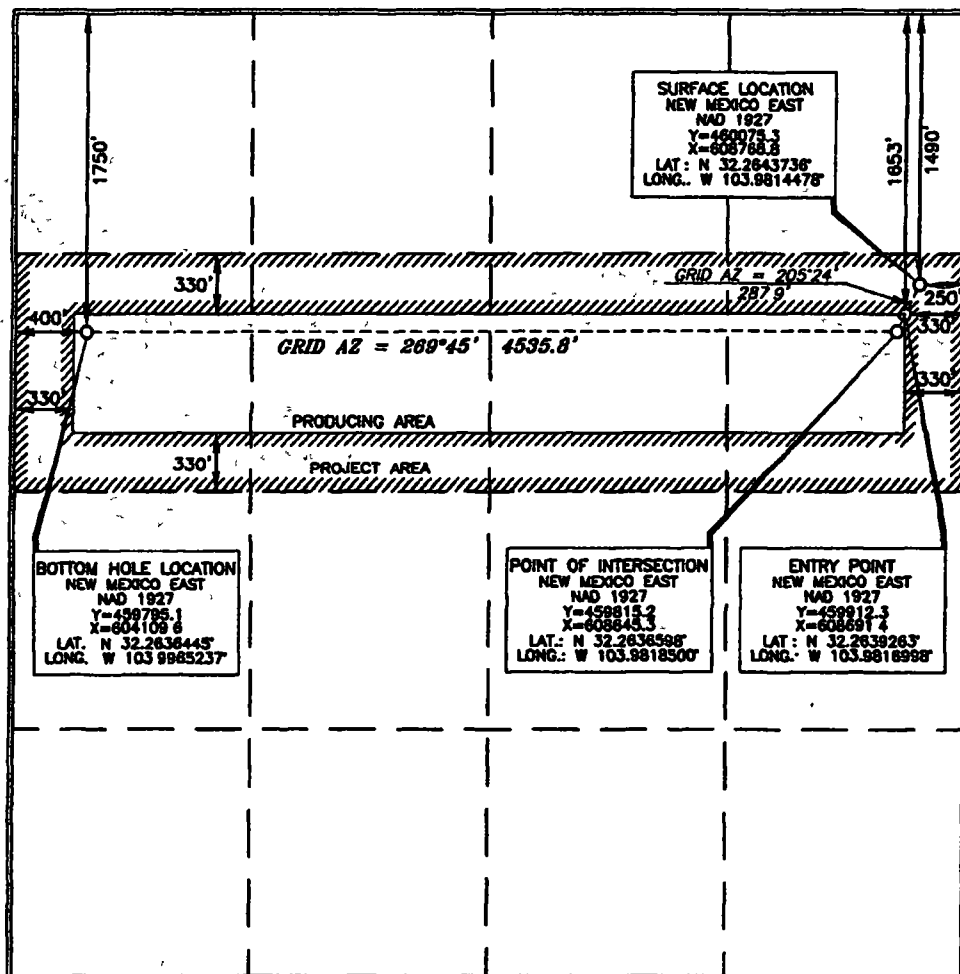 1750'
1653'
1490'
SURFACE LOCATION
NEW MEXICO EAST
NAD 1927
Y=460075.3
X=608768.8
LAT: N 32.2643736°
LONG.. W 103.9814478°
330'
GRID AZ = 205°24'
287 9'
250'
400'
330'
GRID AZ = 269°45' 4535.8'
330'
330'
PRODUCING AREA
330'
PROJECT AREA
BOTTOM HOLE LOCATION
NEW MEXICO EAST
NAD 1927
Y=459795.1
X=604109 6
LAT. N 32.2636445°
LONG. W 103 9965237°
POINT OF INTERSECTION
NEW MEXICO EAST
NAD 1927
Y=459815.2
X=608645.3
LAT.: N 32.2636598°
LONG.: W 103.9818500°
ENTRY POINT
NEW MEXICO EAST
NAD 1927
Y=459912.3
X=608691 4
LAT : N 32.2639263°
LONG.: W 103.9816998°